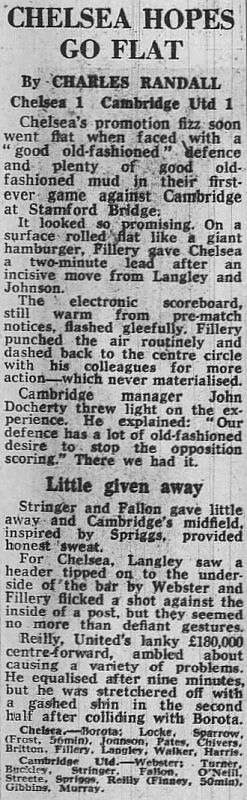 CHELSEA HOPES
GO FLAT
By CHARLES RANDALL
Chelsea 1 Cambridge Utd 1
Chelsea's promotion fizz soon
went flat when faced with a
"good old-fashioned" defence
and plenty of good old-
fashioned mud in their first-
ever game against Cambridge
at Stamford Bridge.
It looked so promising. On a
surface rolled flat like a giant
hamburger, Fillery gave Chelsea
a two-minute lead after an
incisive move from Langley and
Johnson.
The electronic scoreboard,
still warm from pre-match
notices, flashed gleefully. Fillery
punched the air routinely and
dashed back to the centre circle
with his colleagues for more
action—which never materialised.
Cambridge manager John
Docherty threw light on the ex-
perience. He explained: "Our
defence has a lot of old-fashioned
desire to stop the opposition
scoring." There we had it.
Little given away
Stringer and Fallon gave little
away and Cambridge's midfield,
inspired by Spriggs, provided
honest sweat.
For Chelsea, Langley saw a
header tipped on to the under-
side of the bar by Webster and
Fillery flicked a shot against the
inside of a post, but they seemed
no more than defiant gestures.
Reilly, United's lanky £180,000
centre-forward, ambled about
causing a variety of problems.
He equalised after nine minutes,
but he was stretchered off with
a gashed shin in the second
half after colliding with Borota.
Chelsea.—Borota; Locke, Sparrow,
(Frost, 56min), Johnson, Pates, Chivers,
Britton, Fillery, Langley, Walker, Harris.
Cambridge Utd.—Webster; Turner,
Buckley, Stringer, Fallon, O'Neill,
Streete, Spriggs, Reilly (Finney, 50min),
Gibbins, Murray.